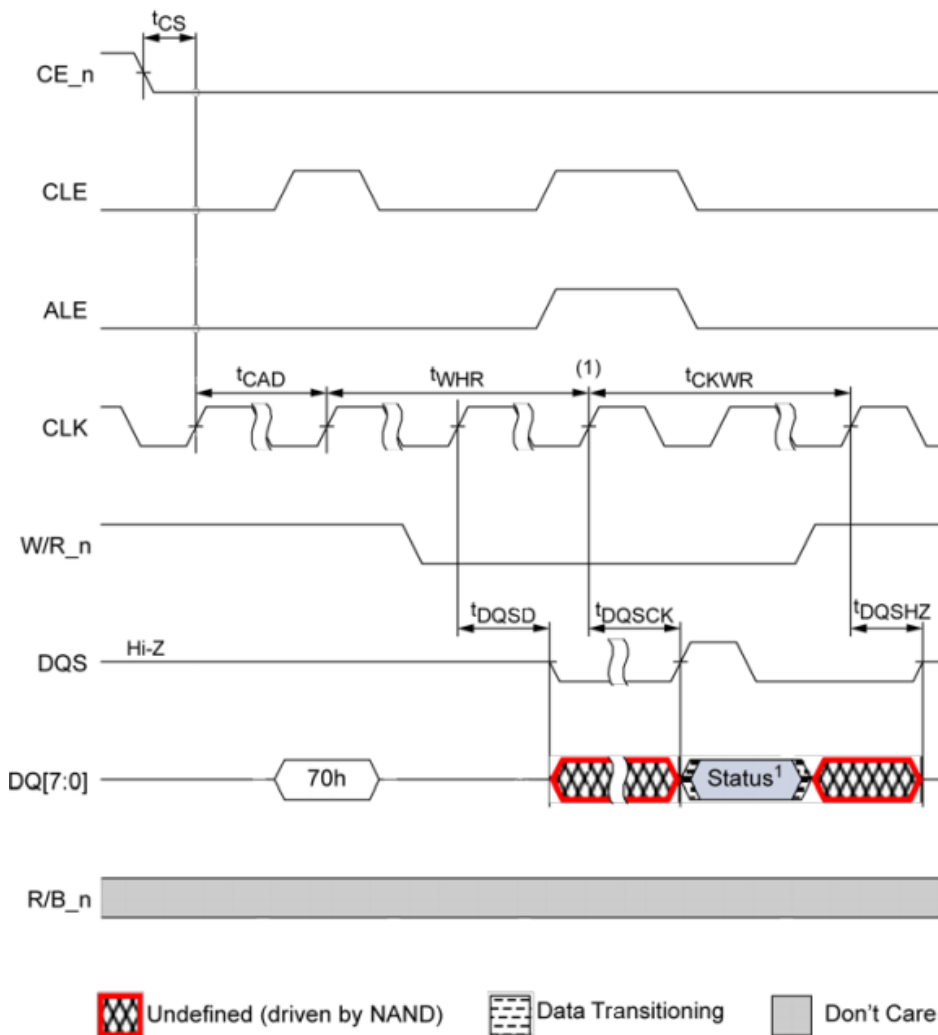 tCS
CE_n
CLE
ALE
(1)
tCAD tWHR tCKWR
CLK
W/R_n
tDQSD tDQSCK tDQSHZ
Hi-Z
DQS
DQ[7:0] 70h Status1
R/B_n
Undefined (driven by NAND) Data Transitioning Don't Care